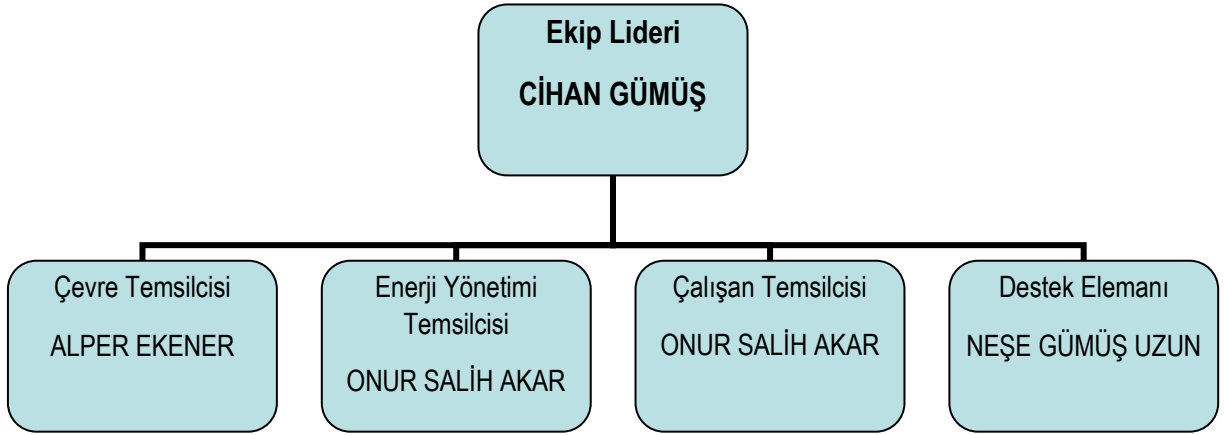 Ekip Lideri
CİHAN GÜMÜŞ
Çevre Temsilcisi
ALPER EKENER
Enerji Yönetimi
Temsilcisi
ONUR SALİH AKAR
Çalışan Temsilcisi
ONUR SALİH AKAR
Destek Elemanı
NEŞE GÜMÜŞ UZUN